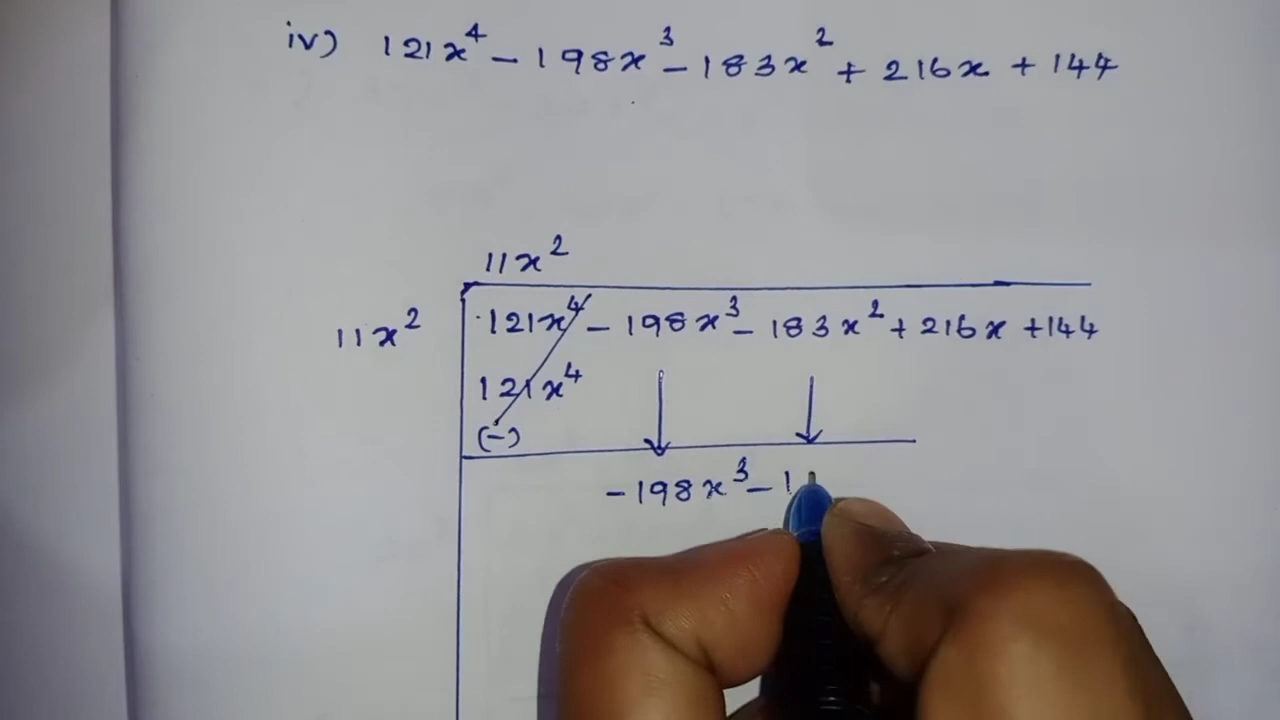 iv) 121x⁴ - 198x³ - 183x² + 216x + 144
11x²
11x² 121x⁴ - 198x³ - 183x² + 216x + 144
121x⁴
(-)
-198x³ - 1